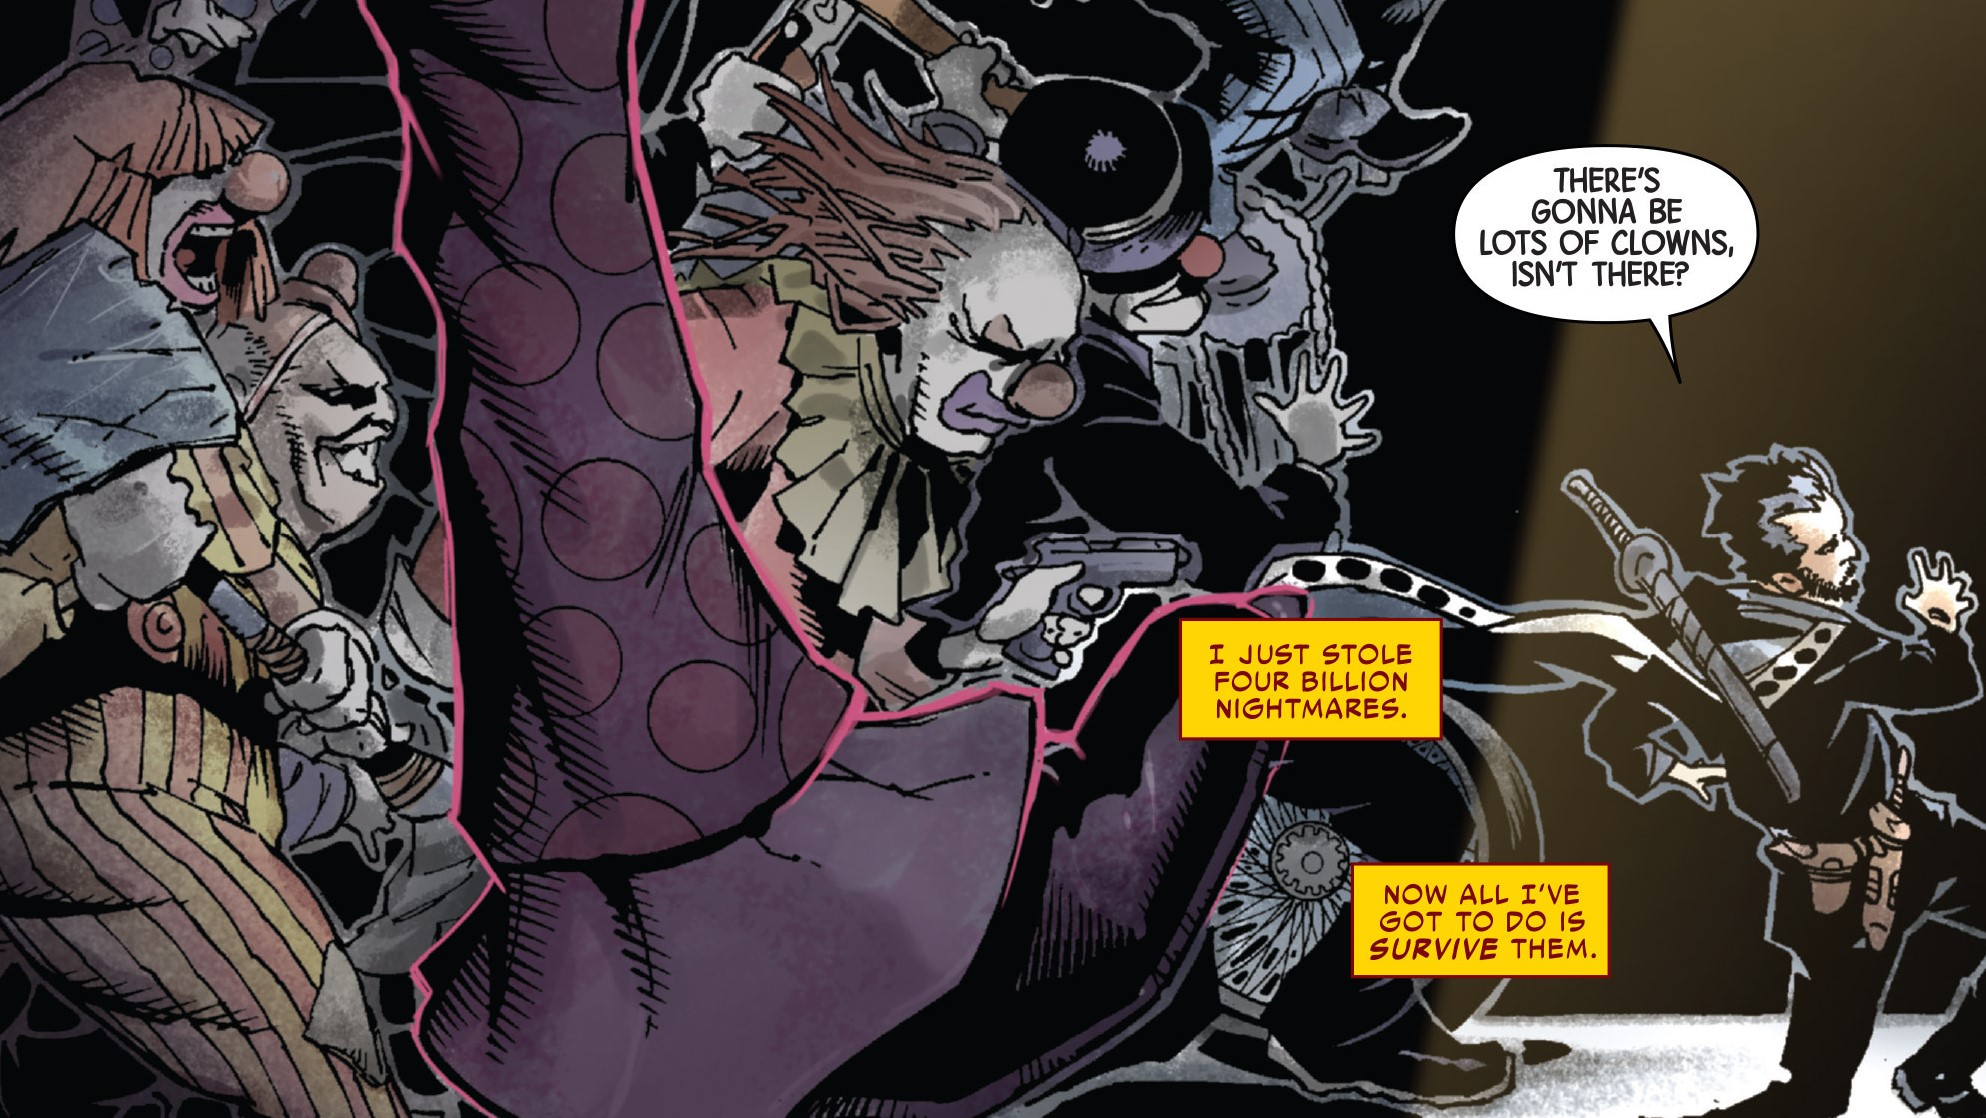 THERE'S
GONNA BE
LOTS OF CLOWNS,
ISN'T THERE?
I JUST STOLE
FOUR BILLION
NIGHTMARES.
NOW ALL I'VE
GOT TO DO IS
SURVIVE THEM.